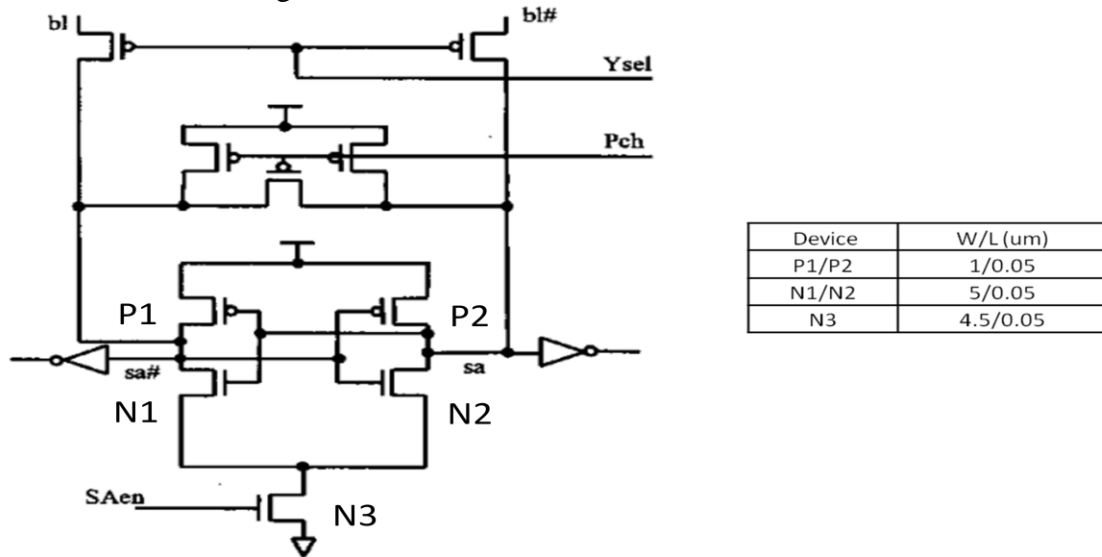 bl
bl#
Ysel
Pch
P1
P2
sa#
sa
N1
N2
SAen
N3
Device W/L (um)
P1/P2 1/0.05
N1/N2 5/0.05
N3 4.5/0.05